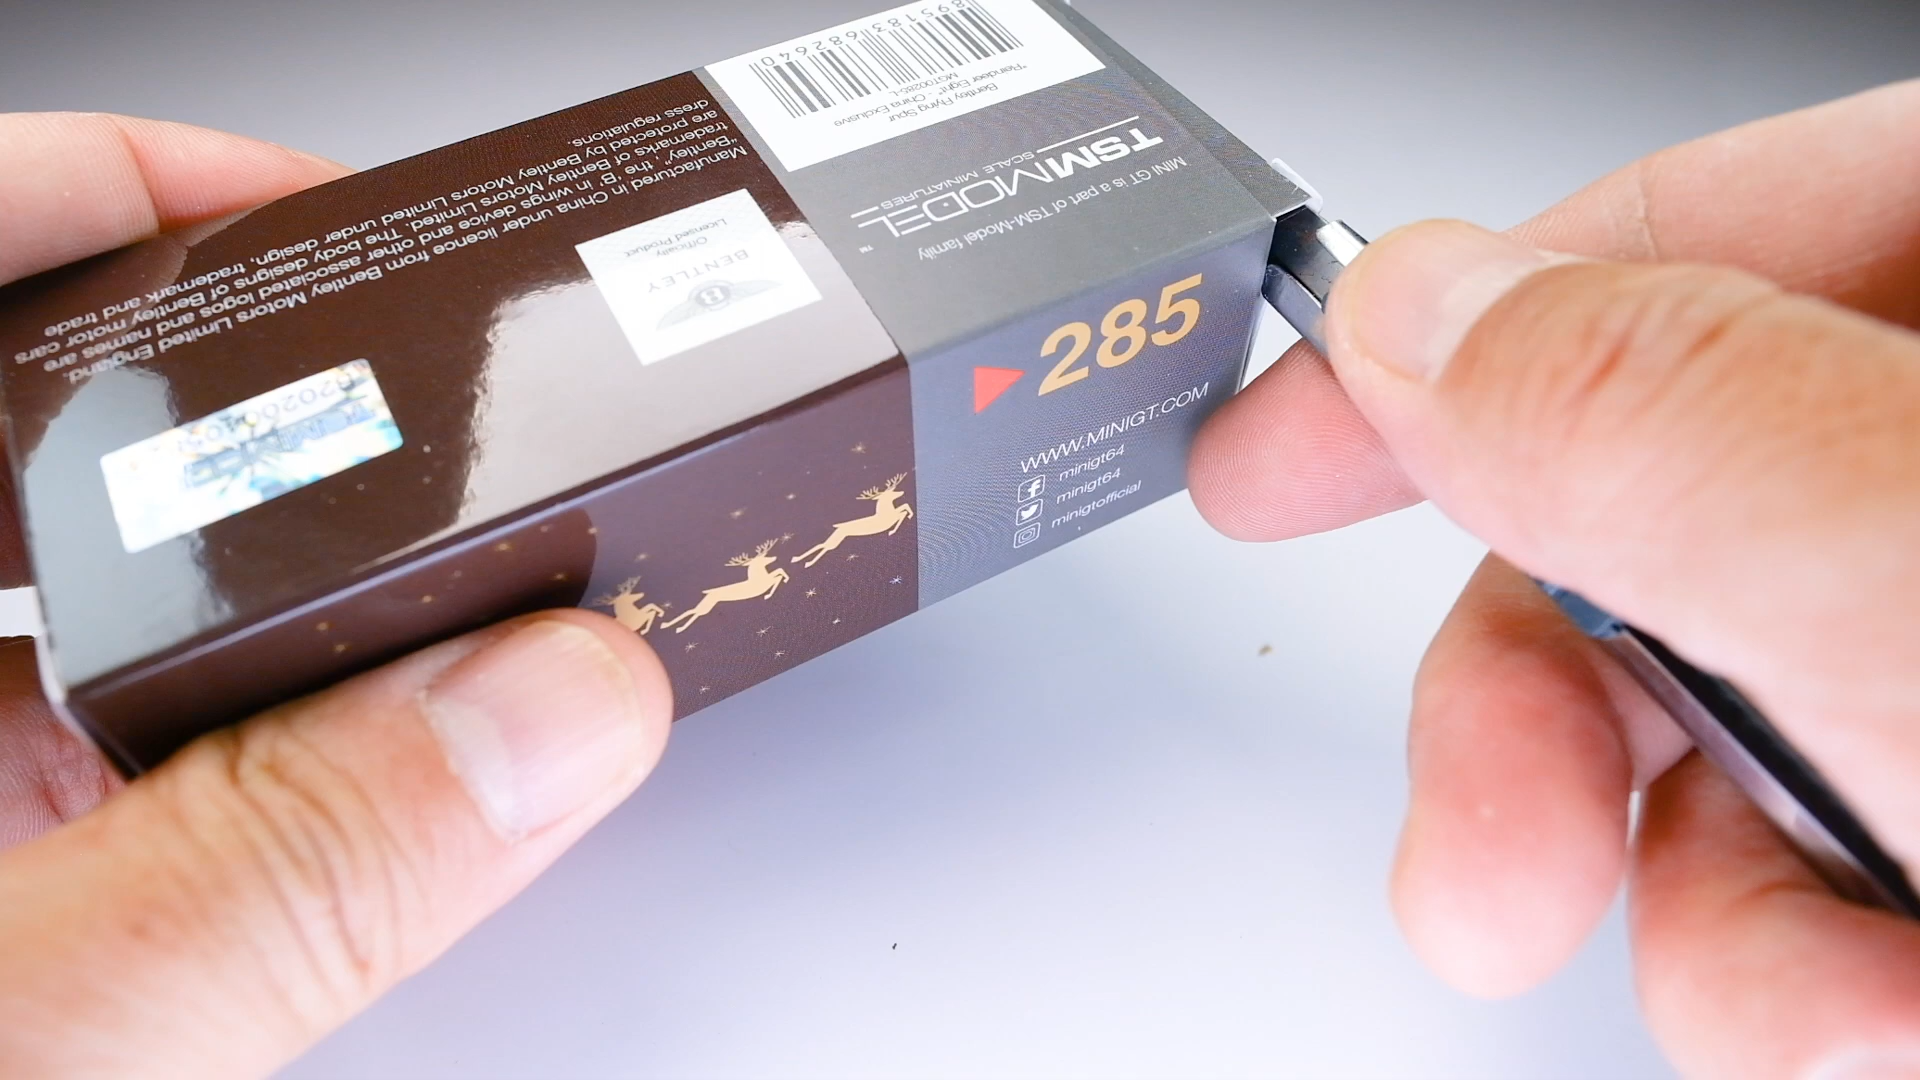 285
WWW.MINIGT.COM
minigt64
minigt64
minigtofficial
MINI GT is a part of TSM-Model family
TSMMODEL
SCALE MINIATURES
TM
Bentley Flying Spur
"Reindeer Eight" - China Exclusive
MGT00285-L
895183682640
BENTLEY
Officially
Licensed Product
Manufactured in China under licence from Bentley Motors Limited England.
"Bentley", the 'B' in wings device and other associated logos and names are
trademarks of Bentley Motors Limited. The body designs of Bentley motor cars
are protected by Bentley Motors Limited under design, trademark and trade
dress regulations.